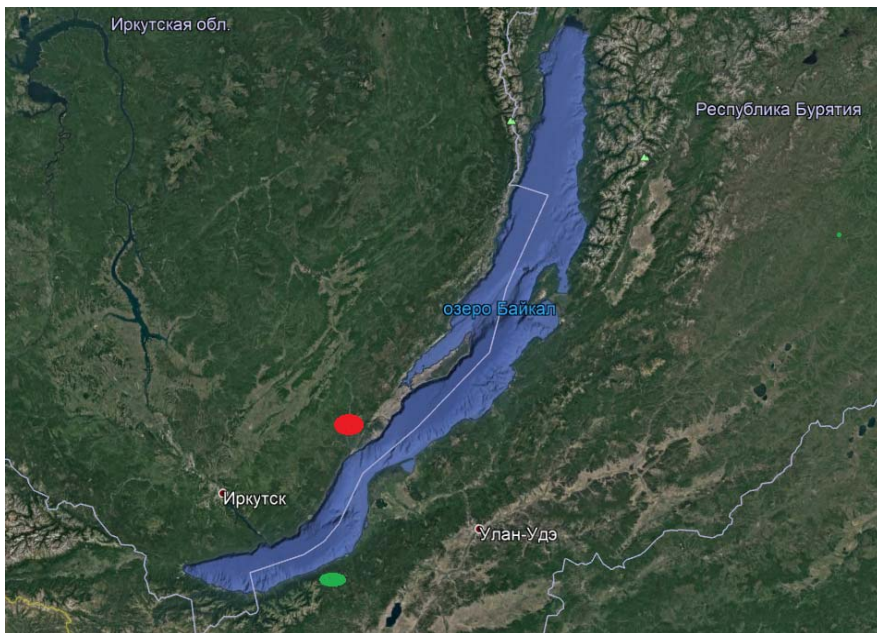 Иркутская обл.
Республика Бурятия
озеро Байкал
Иркутск
Улан-Удэ